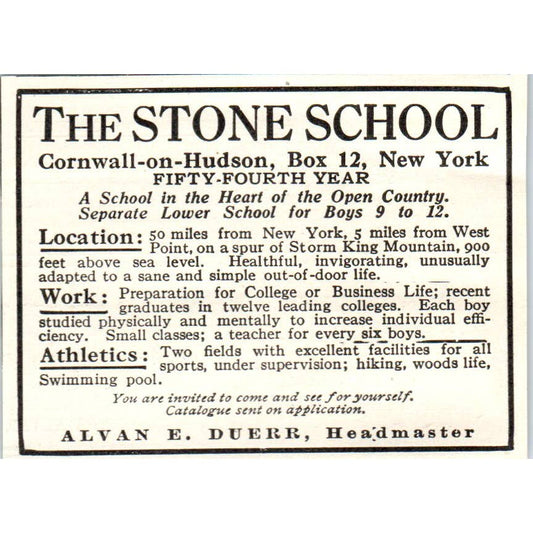 THE STONE SCHOOL
Cornwall-on-Hudson, Box 12, New York
FIFTY-FOURTH YEAR
A School in the Heart of the Open Country.
Separate Lower School for Boys 9 to 12.
Location: 50 miles from New York, 5 miles from West
Point, on a spur of Storm King Mountain, 900
feet above sea level. Healthful, invigorating, unusually
adapted to a sane and simple out-of-door life.
Work: Preparation for College or Business Life; recent
graduates in twelve leading colleges. Each boy
studied physically and mentally to increase individual effi-
ciency. Small classes; a teacher for every six boys.
Athletics: Two fields with excellent facilities for all
sports, under supervision; hiking, woods life.
Swimming pool.
You are invited to come and see for yourself.
Catalogue sent on application.
ALVAN E. DUERR, Headmaster